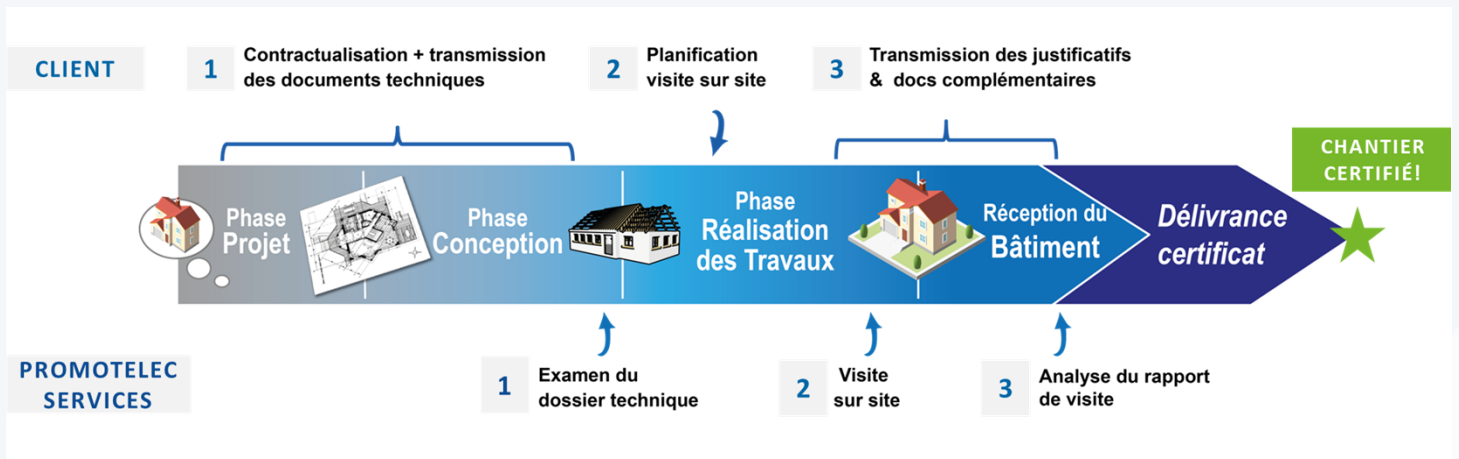 CLIENT
1
Contractualisation + transmission
des documents techniques
2
Planification
visite sur site
3
Transmission des justificatifs
& docs complémentaires
CHANTIER
CERTIFIÉ!
Phase
Projet
Phase
Conception
Phase
Réalisation
des Travaux
Réception du
Bâtiment
Délivrance
certificat
PROMOTELEC
SERVICES
1
Examen du
dossier technique
2
Visite
sur site
3
Analyse du rapport
de visite